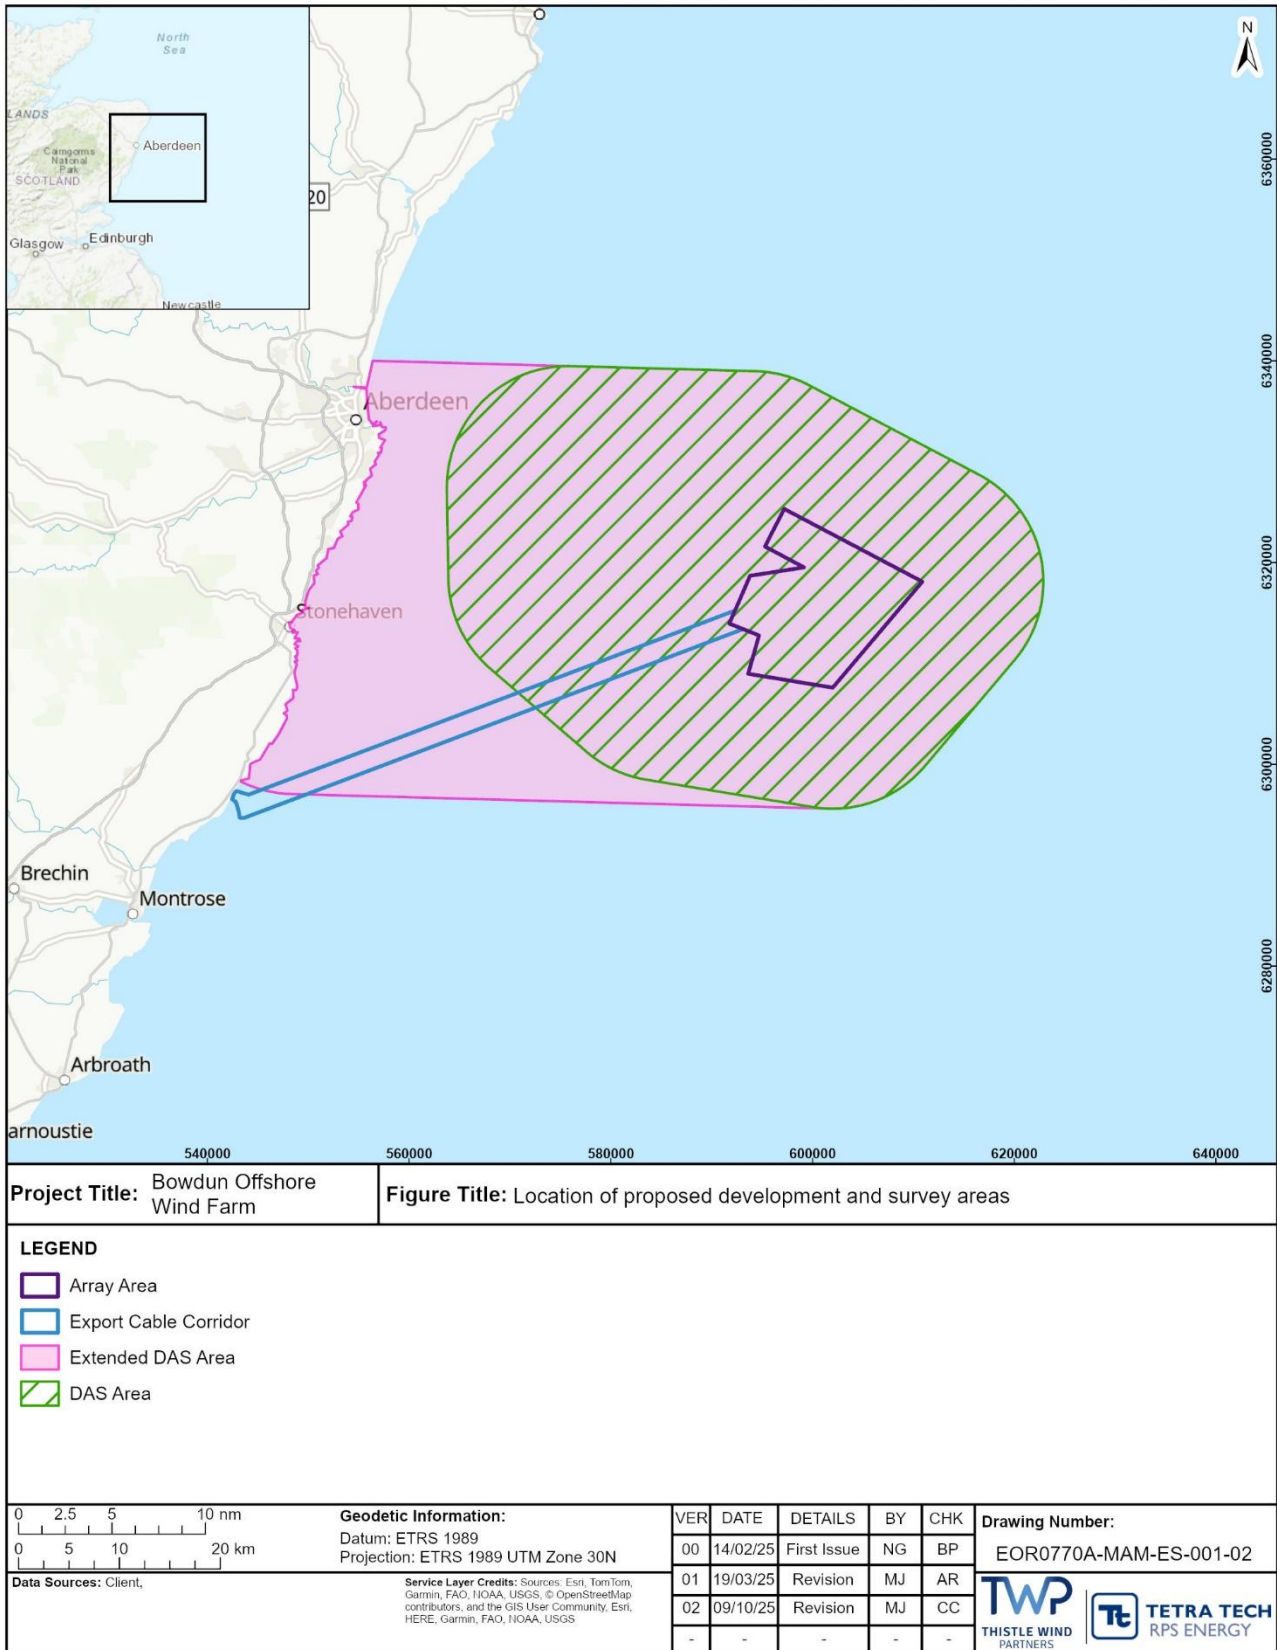 North
Sea
LANDS
Cairngorms
National
Park
Aberdeen
SCOTLAND
Glasgow
Edinburgh
Newcastle
20
N
6360000
6340000
6320000
6300000
6280000
Aberdeen
Stonehaven
Brechin
Montrose
Arbroath
arnoustie
540000 560000 580000 600000 620000 640000
Project Title: Bowdun Offshore
Wind Farm
Figure Title: Location of proposed development and survey areas
LEGEND
Array Area
Export Cable Corridor
Extended DAS Area
DAS Area
0 2.5 5 10 nm
0 5 10 20 km
Geodetic Information:
Datum: ETRS 1989
Projection: ETRS 1989 UTM Zone 30N
Data Sources: Client,
Service Layer Credits: Sources: Esri, TomTom,
Garmin, FAO, NOAA, USGS, © OpenStreetMap
contributors, and the GIS User Community, Esri,
HERE, Garmin, FAO, NOAA, USGS
VER DATE DETAILS BY CHK
00 14/02/25 First Issue NG BP
01 19/03/25 Revision MJ AR
02 09/10/25 Revision MJ CC
- - - - -
Drawing Number:
EOR0770A-MAM-ES-001-02
TWP
THISTLE WIND
PARTNERS
Tt
TETRA TECH
RPS ENERGY